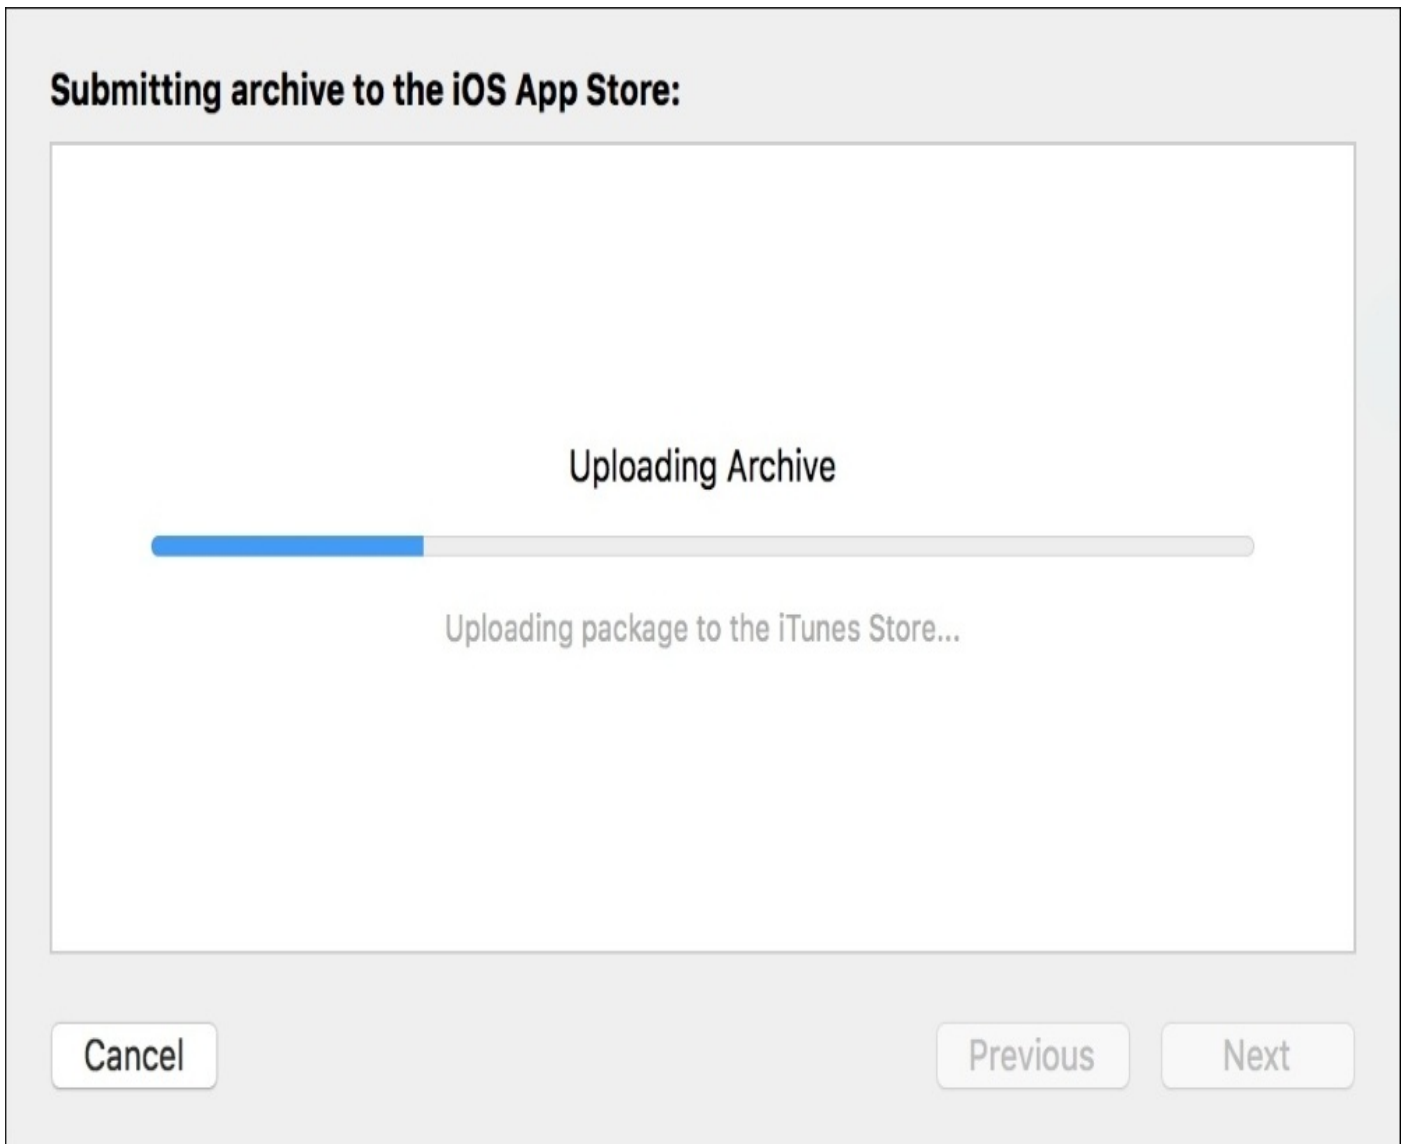 Submitting archive to the iOS App Store:
Uploading Archive
Uploading package to the iTunes Store...
Cancel
Previous
Next